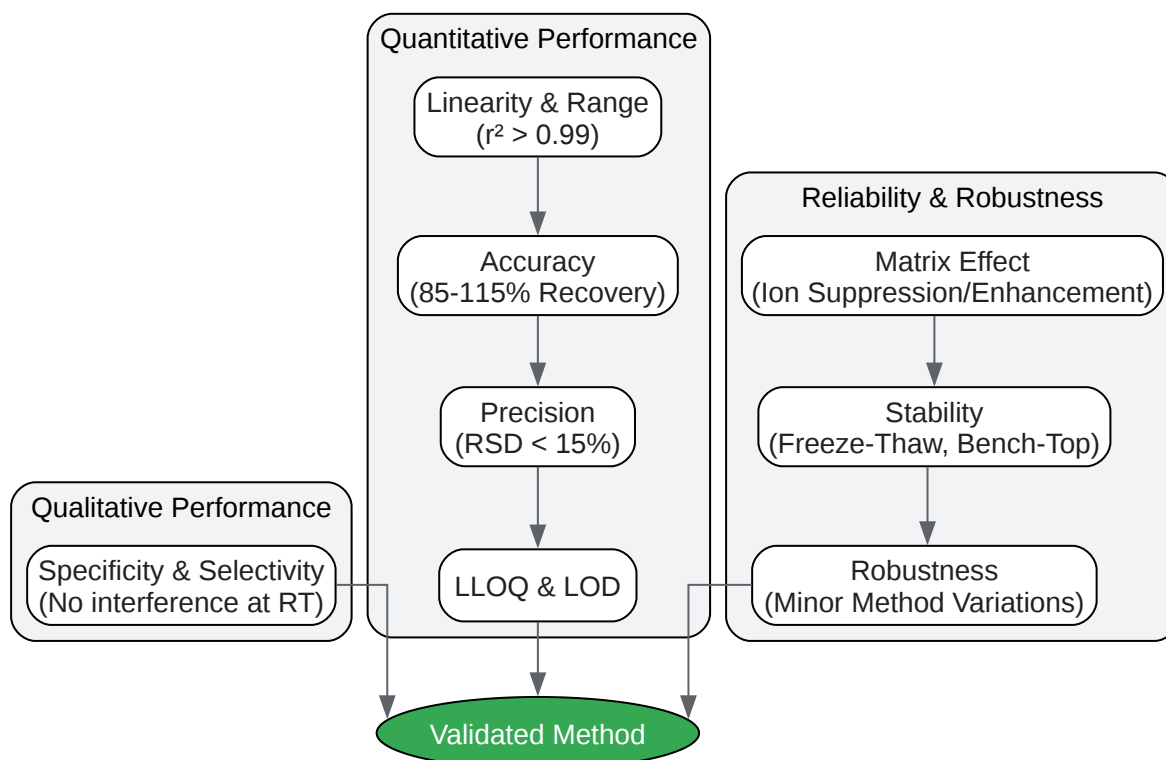 Quantitative Performance
Linearity & Range
(r² > 0.99)
Accuracy
(85-115% Recovery)
Precision
(RSD < 15%)
LLOQ & LOD
Reliability & Robustness
Matrix Effect
(Ion Suppression/Enhancement)
Stability
(Freeze-Thaw, Bench-Top)
Robustness
(Minor Method Variations)
Qualitative Performance
Specificity & Selectivity
(No interference at RT)
Validated Method